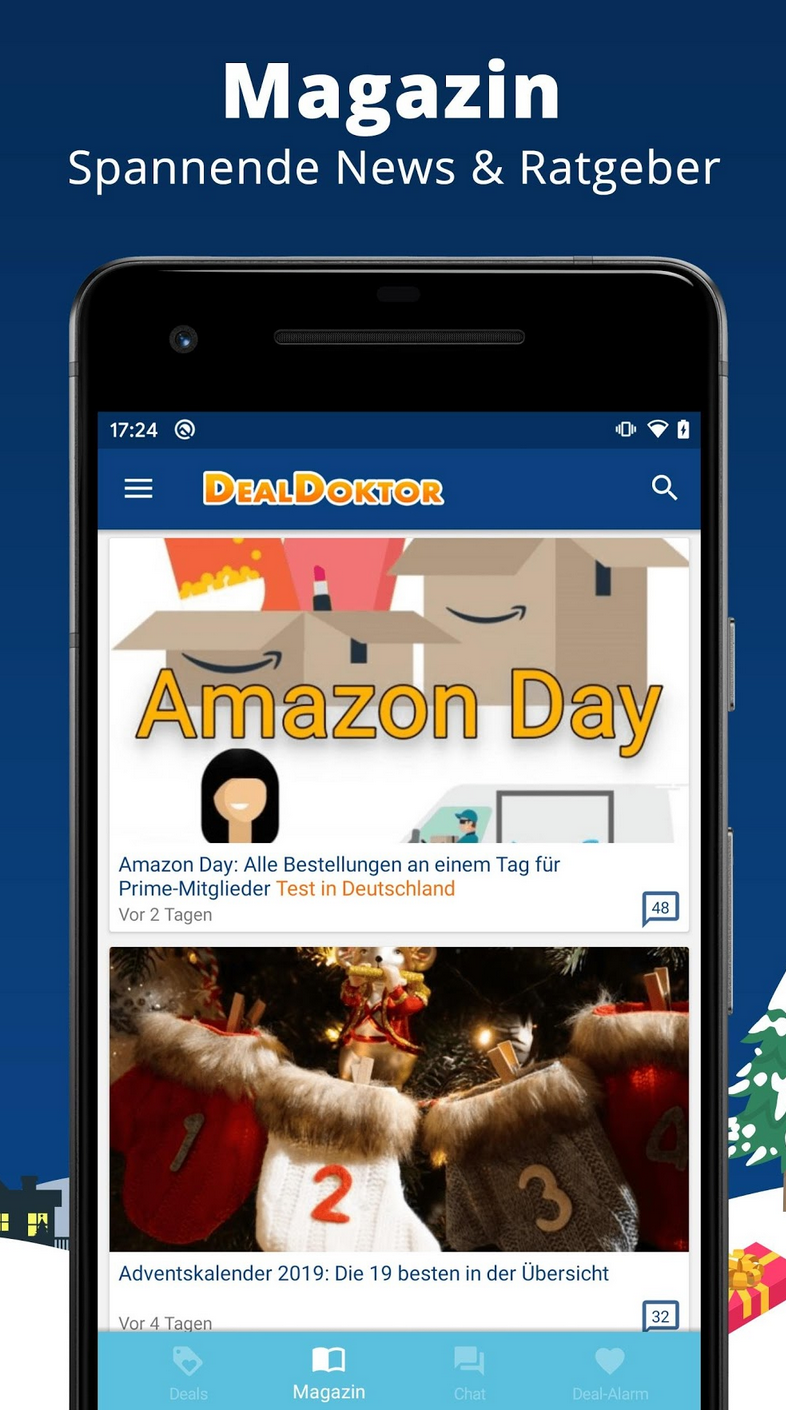 Magazin
Spannende News & Ratgeber
17:24
DEALDOKTOR
Amazon Day
Amazon Day: Alle Bestellungen an einem Tag für
Prime-Mitglieder Test in Deutschland
Vor 2 Tagen
48
1
2
3
4
Adventskalender 2019: Die 19 besten in der Übersicht
Vor 4 Tagen
32
Deals
Magazin
Chat
Deal-Alarm